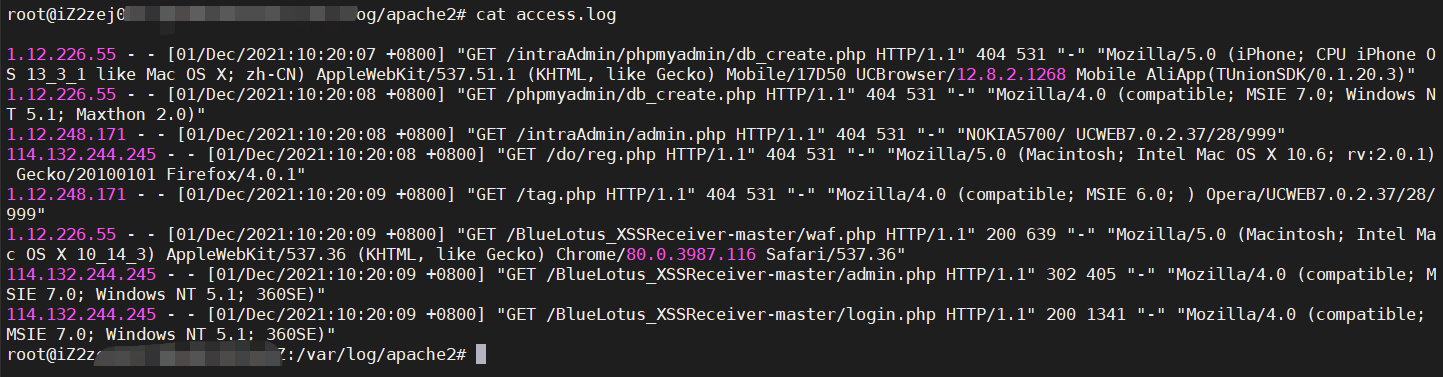 root@iZ2zej0 og/apache2# cat access.log
1.12.226.55 - - [01/Dec/2021:10:20:07 +0800] "GET /intraAdmin/phpmyadmin/db_create.php HTTP/1.1" 404 531 "-" "Mozilla/5.0 (iPhone; CPU iPhone O
S 13_3_1 like Mac OS X; zh-CN) AppleWebKit/537.51.1 (KHTML, like Gecko) Mobile/17D50 UCBrowser/12.8.2.1268 Mobile AliApp(TUnionSDK/0.1.20.3)"
1.12.226.55 - - [01/Dec/2021:10:20:08 +0800] "GET /phpmyadmin/db_create.php HTTP/1.1" 404 531 "-" "Mozilla/4.0 (compatible; MSIE 7.0; Windows N
T 5.1; Maxthon 2.0)"
1.12.248.171 - - [01/Dec/2021:10:20:08 +0800] "GET /intraAdmin/admin.php HTTP/1.1" 404 531 "-" "NOKIA5700/ UCWEB7.0.2.37/28/999"
114.132.244.245 - - [01/Dec/2021:10:20:08 +0800] "GET /do/reg.php HTTP/1.1" 404 531 "-" "Mozilla/5.0 (Macintosh; Intel Mac OS X 10.6; rv:2.0.1)
 Gecko/20100101 Firefox/4.0.1"
1.12.248.171 - - [01/Dec/2021:10:20:09 +0800] "GET /tag.php HTTP/1.1" 404 531 "-" "Mozilla/4.0 (compatible; MSIE 6.0; ) Opera/UCWEB7.0.2.37/28/
999"
1.12.226.55 - - [01/Dec/2021:10:20:09 +0800] "GET /BlueLotus_XSSReceiver-master/waf.php HTTP/1.1" 200 639 "-" "Mozilla/5.0 (Macintosh; Intel Ma
c OS X 10_14_3) AppleWebKit/537.36 (KHTML, like Gecko) Chrome/80.0.3987.116 Safari/537.36"
114.132.244.245 - - [01/Dec/2021:10:20:09 +0800] "GET /BlueLotus_XSSReceiver-master/admin.php HTTP/1.1" 302 405 "-" "Mozilla/4.0 (compatible; M
SIE 7.0; Windows NT 5.1; 360SE)"
114.132.244.245 - - [01/Dec/2021:10:20:09 +0800] "GET /BlueLotus_XSSReceiver-master/login.php HTTP/1.1" 200 1341 "-" "Mozilla/4.0 (compatible; 
MSIE 7.0; Windows NT 5.1; 360SE)"
root@iZ2ze Z:/var/log/apache2#